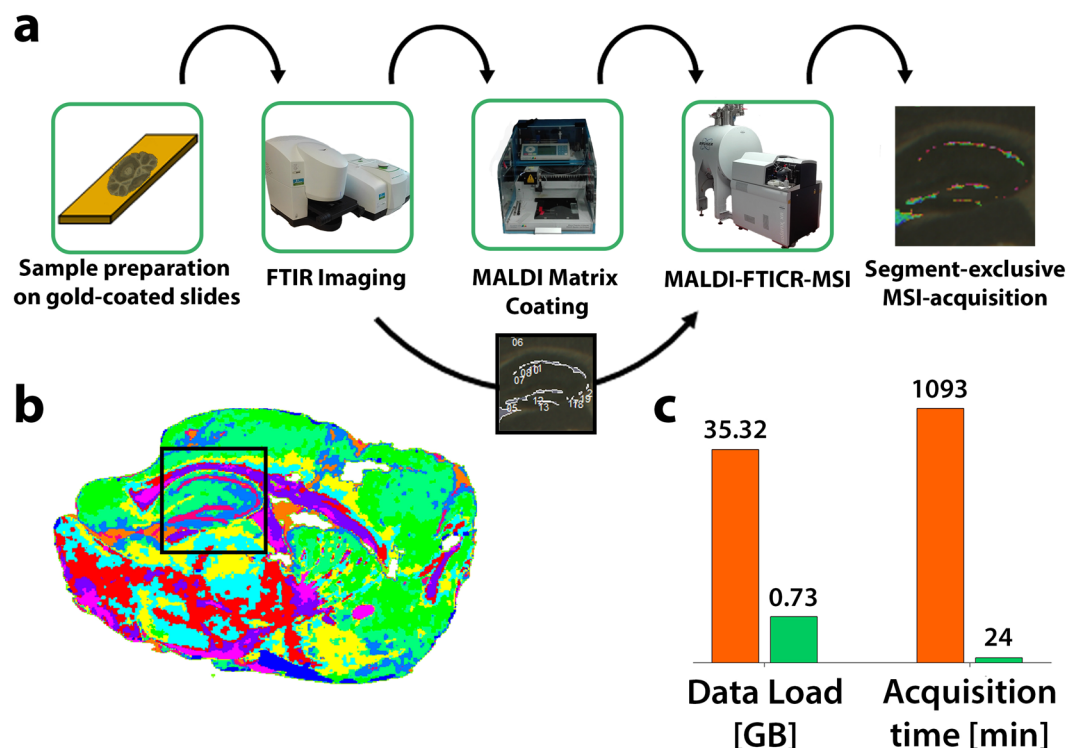 a
Sample preparation
on gold-coated slides
FTIR Imaging
MALDI Matrix
Coating
MALDI-FTICR-MSI
Segment-exclusive
MSI-acquisition
06
07
05
13
b
c
35.32
0.73
1093
24
Data Load
[GB]
Acquisition
time [min]